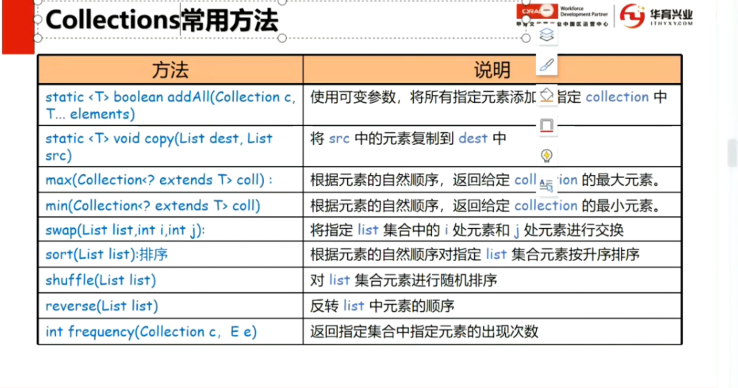 Collections常用方法
ORACLE Workforce
Development Partner
华育兴业
ITHYXY.COM
方法 说明
static <T> boolean addAll(Collection c, 使用可变参数，将所有指定元素添加 指定 collection 中
T... elements)
static <T> void copy(List dest, List 将 src 中的元素复制到 dest 中
src)
max(Collection<? extends T> coll) : 根据元素的自然顺序，返回给定 coll ion 的最大元素。
min(Collection<? extends T> coll) 根据元素的自然顺序，返回给定 collection 的最小元素。
swap(List list,int i,int j): 将指定 list 集合中的 i 处元素和 j 处元素进行交换
sort(List list):排序 根据元素的自然顺序对指定 list 集合元素按升序排序
shuffle(List list) 对 list 集合元素进行随机排序
reverse(List list) 反转 list 中元素的顺序
int frequency(Collection c, E e) 返回指定集合中指定元素的出现次数